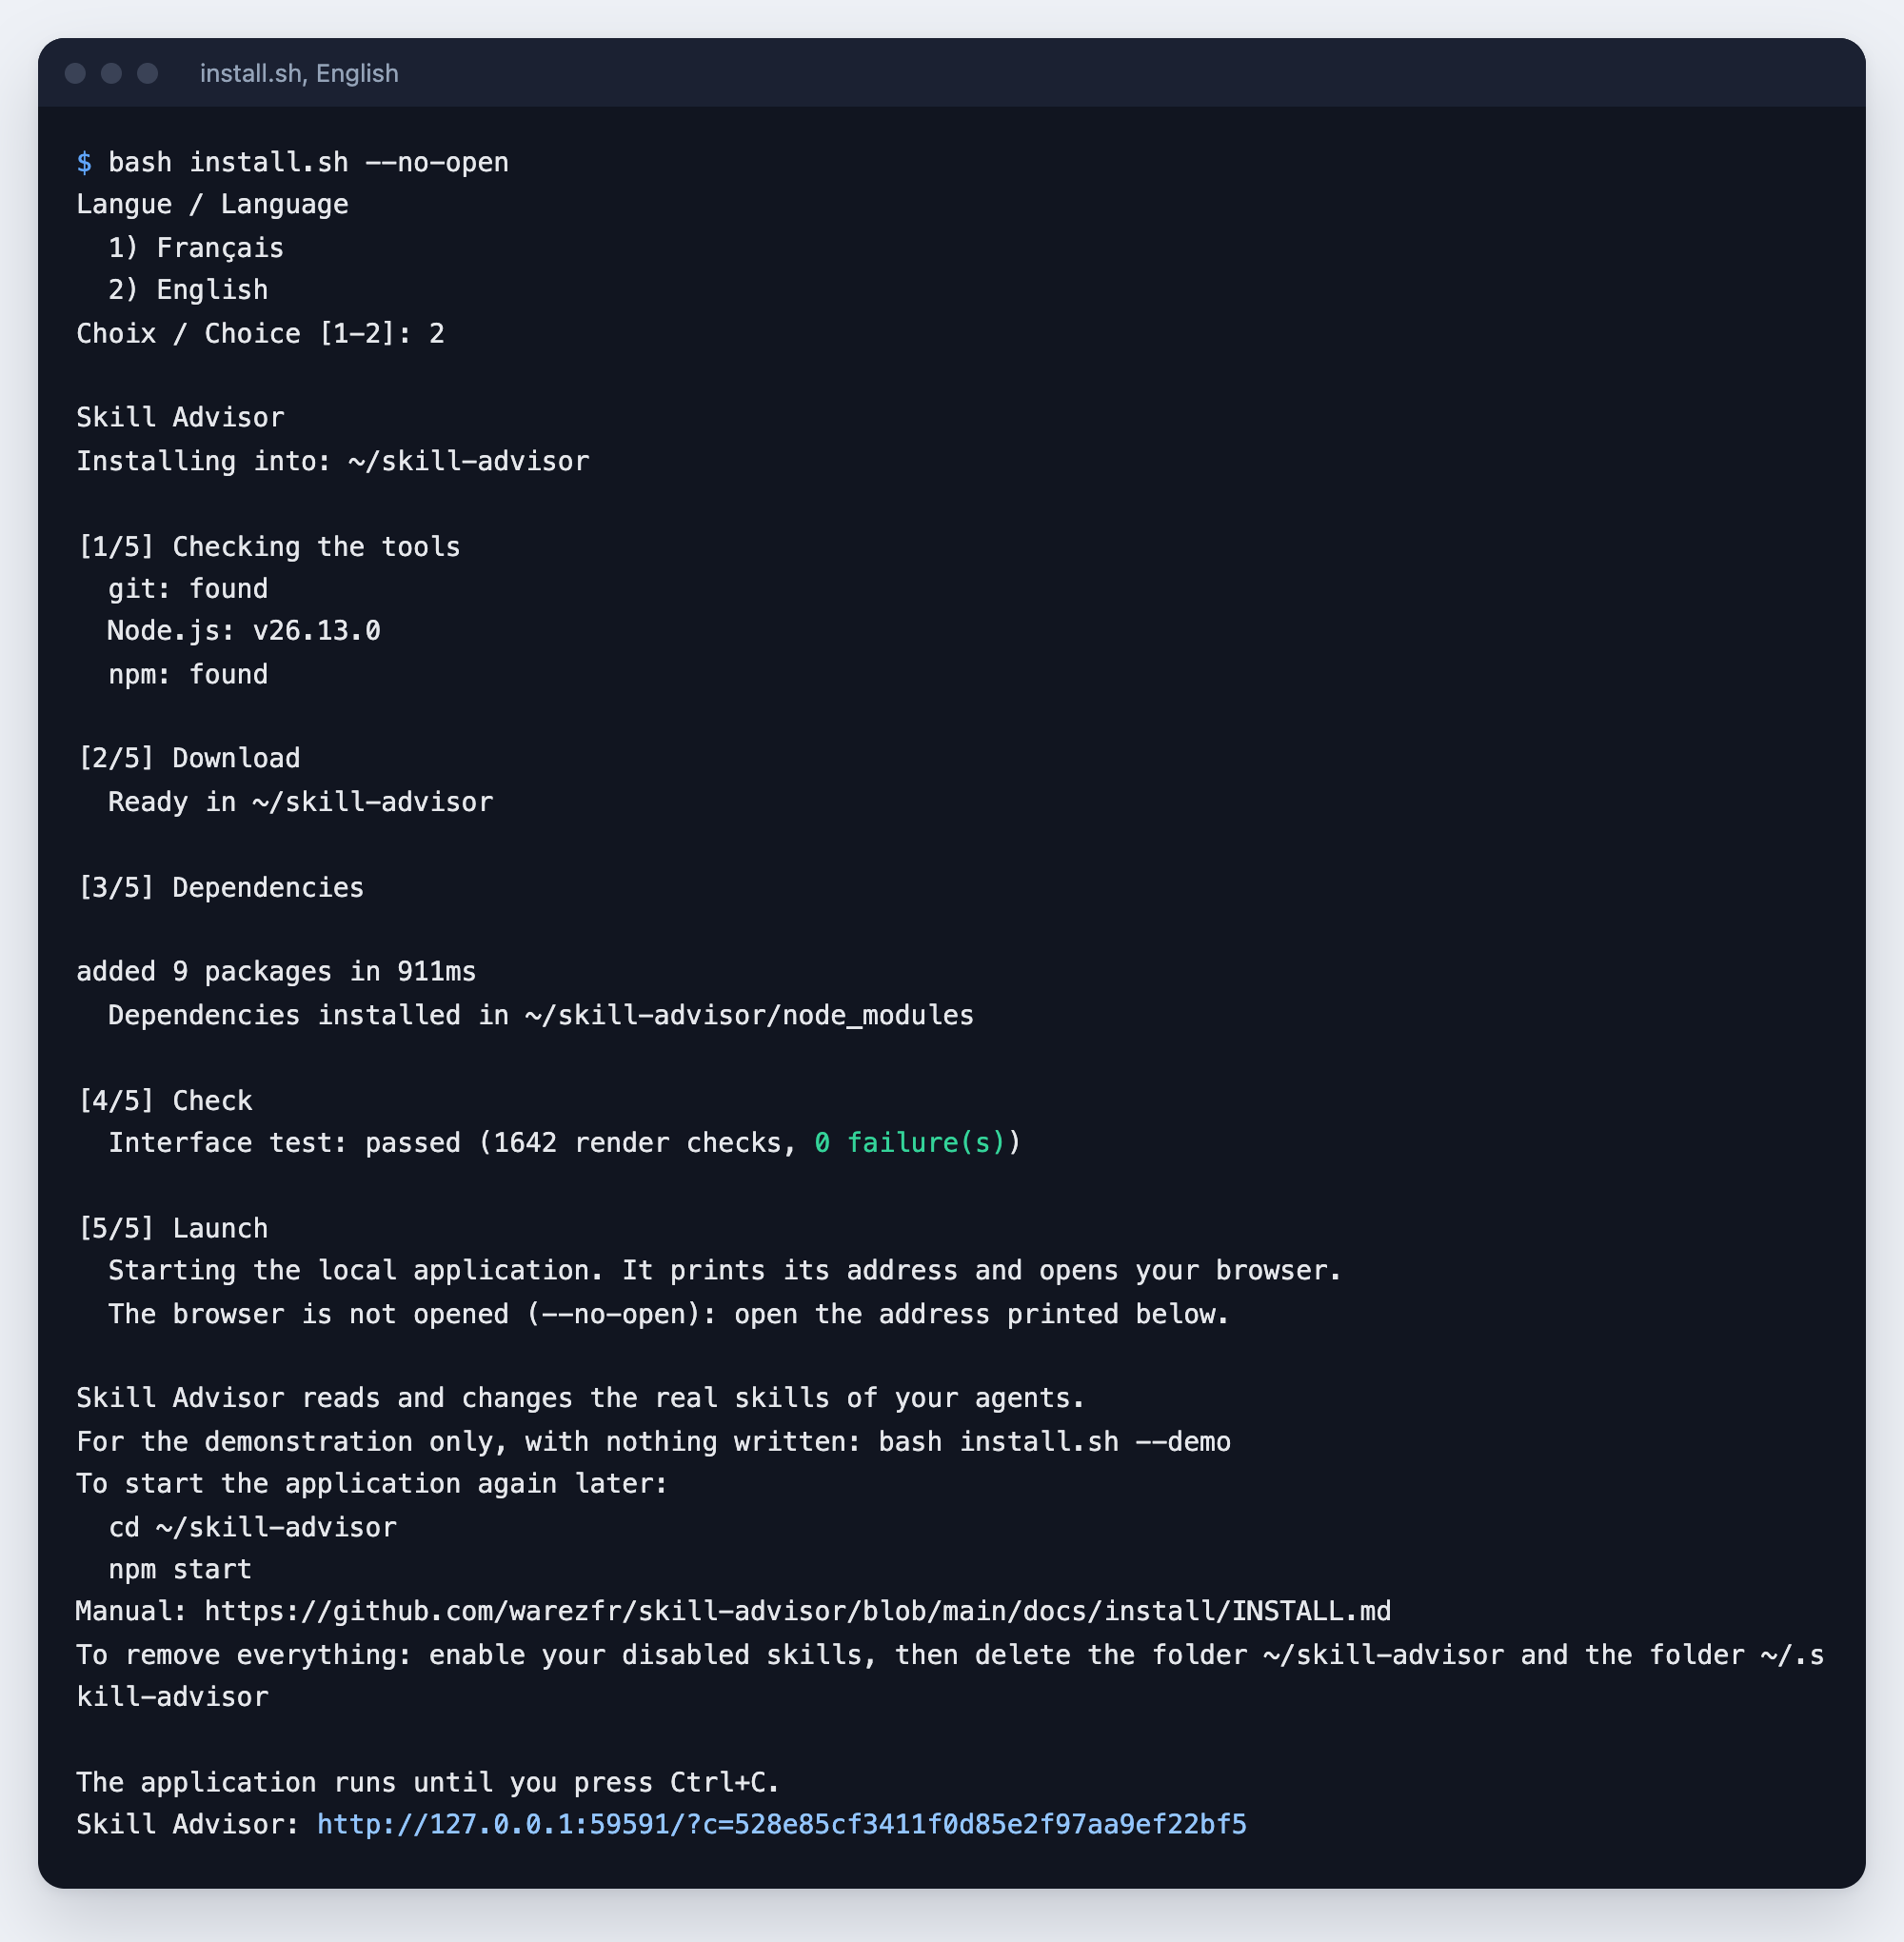 install.sh, English
$ bash install.sh --no-open
Langue / Language
  1) Français
  2) English
Choix / Choice [1-2]: 2

Skill Advisor
Installing into: ~/skill-advisor

[1/5] Checking the tools
  git: found
  Node.js: v26.13.0
  npm: found

[2/5] Download
  Ready in ~/skill-advisor

[3/5] Dependencies

added 9 packages in 911ms
  Dependencies installed in ~/skill-advisor/node_modules

[4/5] Check
  Interface test: passed (1642 render checks, 0 failure(s))

[5/5] Launch
  Starting the local application. It prints its address and opens your browser.
  The browser is not opened (--no-open): open the address printed below.

Skill Advisor reads and changes the real skills of your agents.
For the demonstration only, with nothing written: bash install.sh --demo
To start the application again later:
  cd ~/skill-advisor
  npm start
Manual: https://github.com/warezfr/skill-advisor/blob/main/docs/install/INSTALL.md
To remove everything: enable your disabled skills, then delete the folder ~/skill-advisor and the folder ~/.s
kill-advisor

The application runs until you press Ctrl+C.
Skill Advisor: http://127.0.0.1:59591/?c=528e85cf3411f0d85e2f97aa9ef22bf5